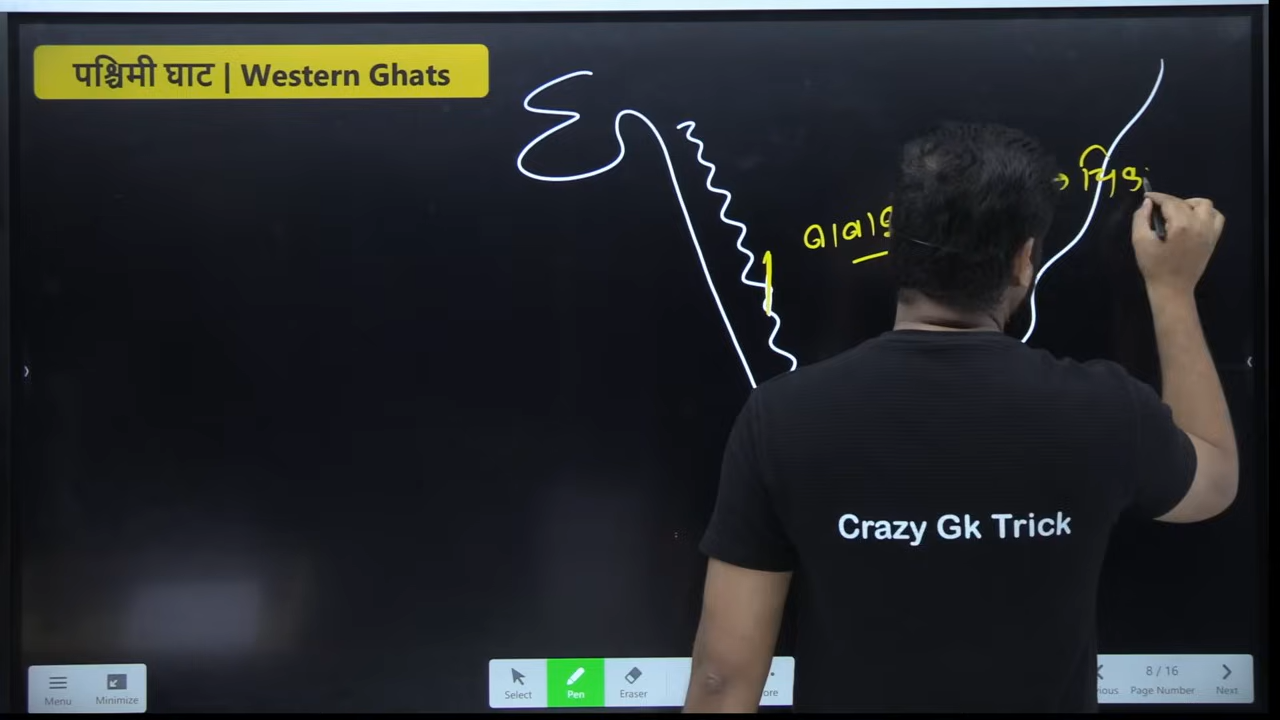 पश्चिमी घाट | Western Ghats
Crazy Gk Trick
Menu
Minimize
Select
Pen
Eraser
8 / 16
Page Number
Next